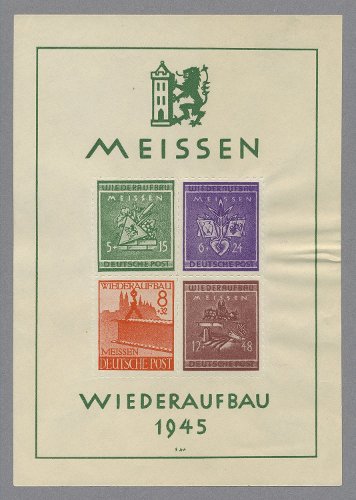 MEISSEN
WIEDERAUFBAU
MEISSEN
5+ 15
DEUTSCHE POST
WIEDERAUFBAU
MEISSEN
6+ 24
DEUTSCHE POST
WIEDERAUFBAU
8
+32
MEISSEN
DEUTSCHE POST
WIEDERAUFBAU
MEISSEN
12+ 48
DEUTSCHE POST
WIEDERAUFBAU
1945